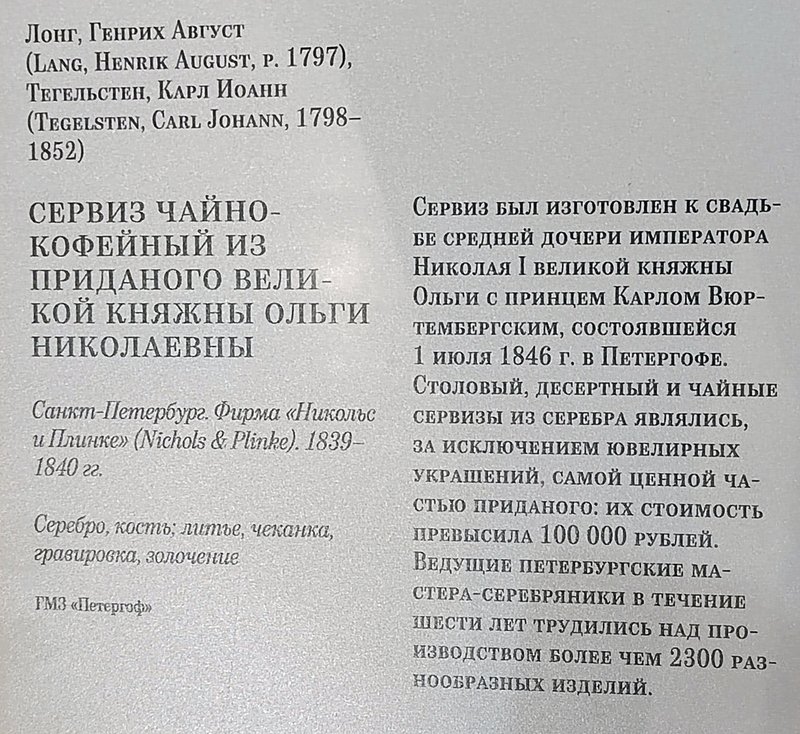 Лонг, Генрих Август
(Lang, Henrik August, р. 1797),
Тегельстен, Карл Иоанн
(Tegelsten, Carl Johann, 1798–
1852)
СЕРВИЗ ЧАЙНО-
КОФЕЙНЫЙ ИЗ
ПРИДАНОГО ВЕЛИ-
КОЙ КНЯЖНЫ ОЛЬГИ
НИКОЛАЕВНЫ
Санкт-Петербург. Фирма «Никольс
и Плинке» (Nichols & Plinke). 1839–
1840 гг.
Серебро, кость; литье, чеканка,
гравировка, золочение
ГМЗ «Петергоф»
Сервиз был изготовлен к свадь-
бе средней дочери императора
Николая I великой княжны
Ольги с принцем Карлом Вюр-
тембергским, состоявшейся
1 июля 1846 г. в Петергофе.
Столовый, десертный и чайные
сервизы из серебра являлись,
за исключением ювелирных
украшений, самой ценной ча-
стью приданого: их стоимость
превысила 100 000 рублей.
Ведущие петербургские ма-
стера-серебряники в течение
шести лет трудились над про-
изводством более чем 2300 раз-
нообразных изделий.